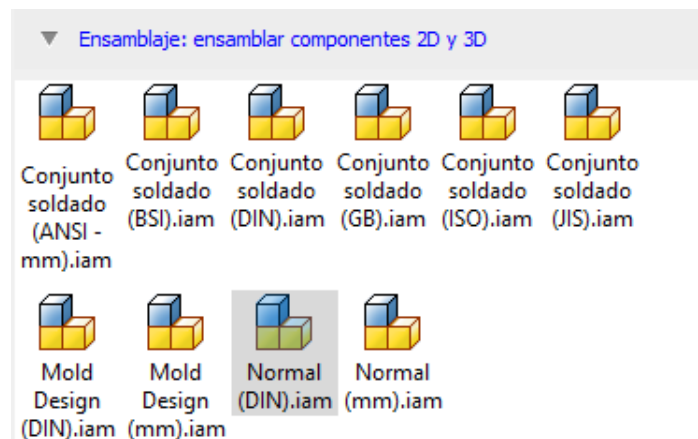 Ensamblaje: ensamblar componentes 2D y 3D
Conjunto
soldado
(ANSI -
mm).iam
Conjunto
soldado
(BSI).iam
Conjunto
soldado
(DIN).iam
Conjunto
soldado
(GB).iam
Conjunto
soldado
(ISO).iam
Conjunto
soldado
(JIS).iam
Mold
Design
(DIN).iam
Mold
Design
(mm).iam
Normal
(DIN).iam
Normal
(mm).iam